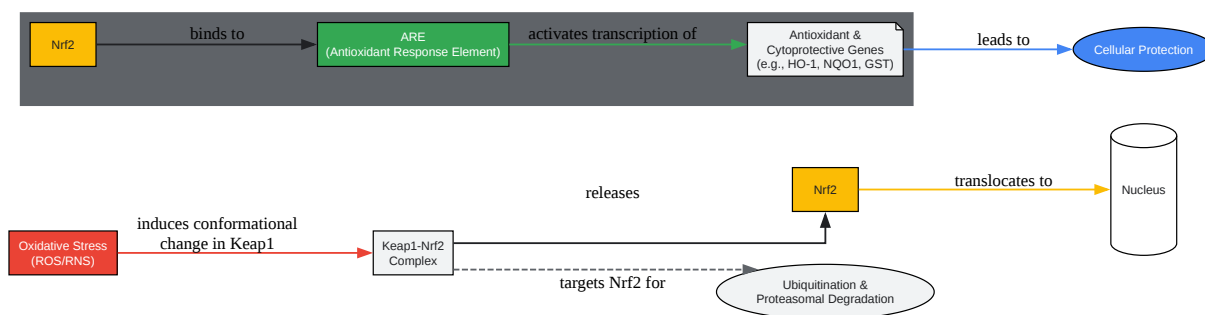 Nrf2
binds to
ARE
(Antioxidant Response Element)
activates transcription of
Antioxidant &
Cytoprotective Genes
(e.g., HO-1, NQO1, GST)
leads to
Cellular Protection
Oxidative Stress
(ROS/RNS)
induces conformational
change in Keap1
Keap1-Nrf2
Complex
releases
Nrf2
translocates to
Nucleus
targets Nrf2 for
Ubiquitination &
Proteasomal Degradation